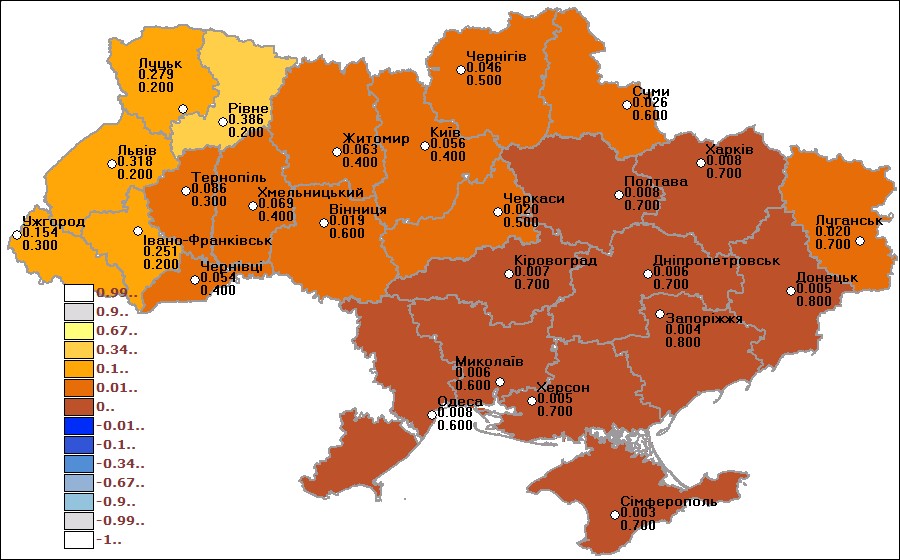 Чернігів
0.046
0.500
Луцьк
0.279
0.200
Суми
0.026
0.600
Рівне
0.386
0.200
Житомир
0.063
0.400
Київ
0.056
0.400
Харків
0.008
0.700
Львів
0.318
0.200
Тернопіль
0.086
0.300
Хмельницький
0.069
0.400
Полтава
0.008
0.700
Черкаси
0.020
0.500
Вінниця
0.019
0.600
Ужгород
0.154
0.300
Луганськ
0.020
0.700
Івано-Франківськ
0.251
0.200
Чернівці
0.054
0.400
Кіровоград
0.007
0.700
Дніпропетровськ
0.006
0.700
Донецьк
0.005
0.800
Запоріжжя
0.004
0.800
Миколаїв
0.006
0.600
Херсон
0.005
0.700
Одеса
0.008
0.600
Сімферополь
0.003
0.700
0.99..
0.9..
0.67..
0.34..
0.1..
0.01..
0..
-0.01..
-0.1..
-0.34..
-0.67..
-0.9..
-0.99..
-1..